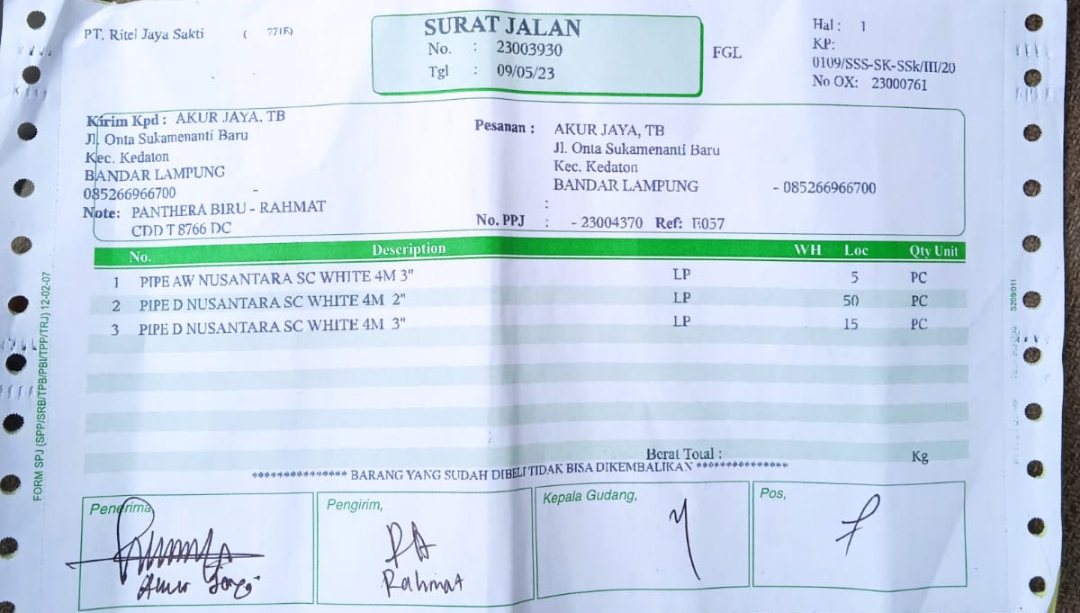 PT. Ritel Jaya Sakti ( 771E)
SURAT JALAN
No. : 23003930
Tgl : 09/05/23
FGL
Hal : 1
KP:
0109/SSS-SK-SSk/III/20
No OX: 23000761
Kirim Kpd : AKUR JAYA, TB
Jl. Onta Sukamenanti Baru
Kec. Kedaton
BANDAR LAMPUNG
085266966700 -
Note: PANTHERA BIRU - RAHMAT
CDD T 8766 DC
Pesanan : AKUR JAYA, TB
Jl. Onta Sukamenanti Baru
Kec. Kedaton
BANDAR LAMPUNG - 085266966700
:
No. PPJ : - 23004370 Ref: E057
No. Description WH Loc Qty Unit
1 PIPE AW NUSANTARA SC WHITE 4M 3" LP 5 PC
2 PIPE D NUSANTARA SC WHITE 4M 2" LP 50 PC
3 PIPE D NUSANTARA SC WHITE 4M 3" LP 15 PC
Berat Total : Kg
*************** BARANG YANG SUDAH DIBELI TIDAK BISA DIKEMBALIKAN ***************
Penerima,
Pengirim,
Rahmat
Kepala Gudang,
Pos,
FORM SPJ (SPP/SRB/TPB/PBI/TPP/TRJ) 12-02-07